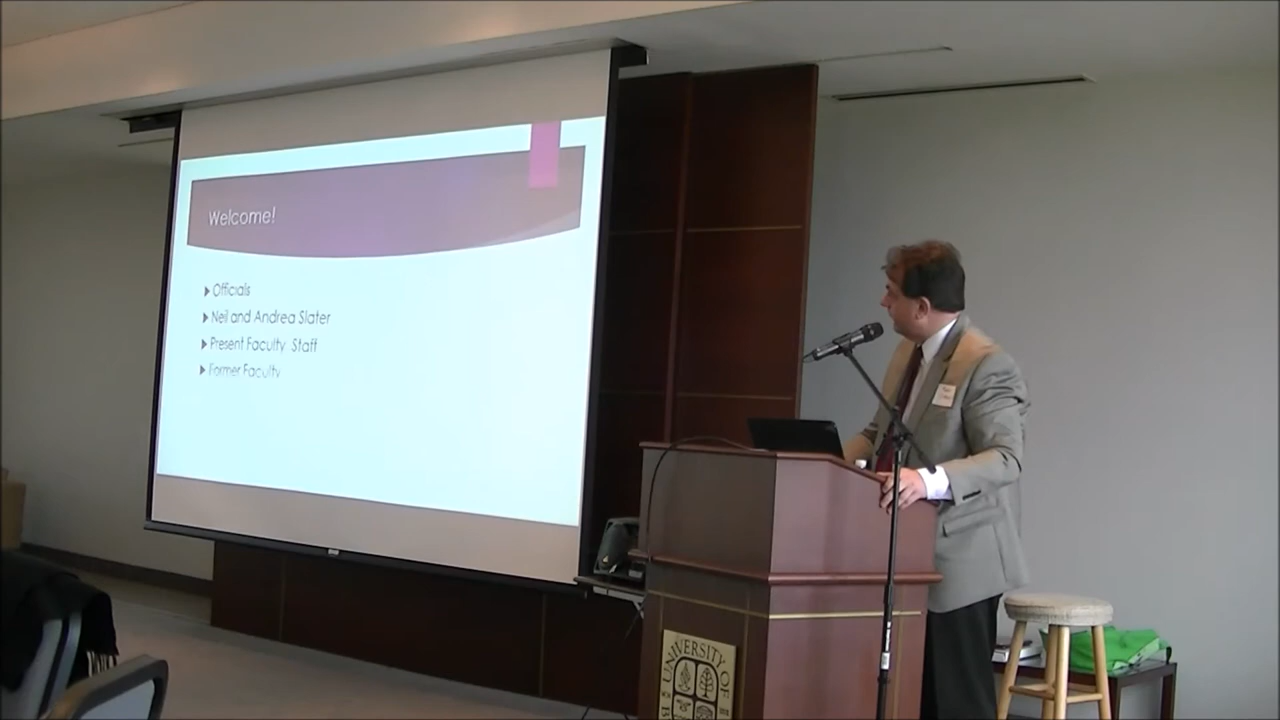 Welcome!
Officials
Neil and Andrea Slater
Present Faculty Staff
Former Faculty
UNIVERSITY OF